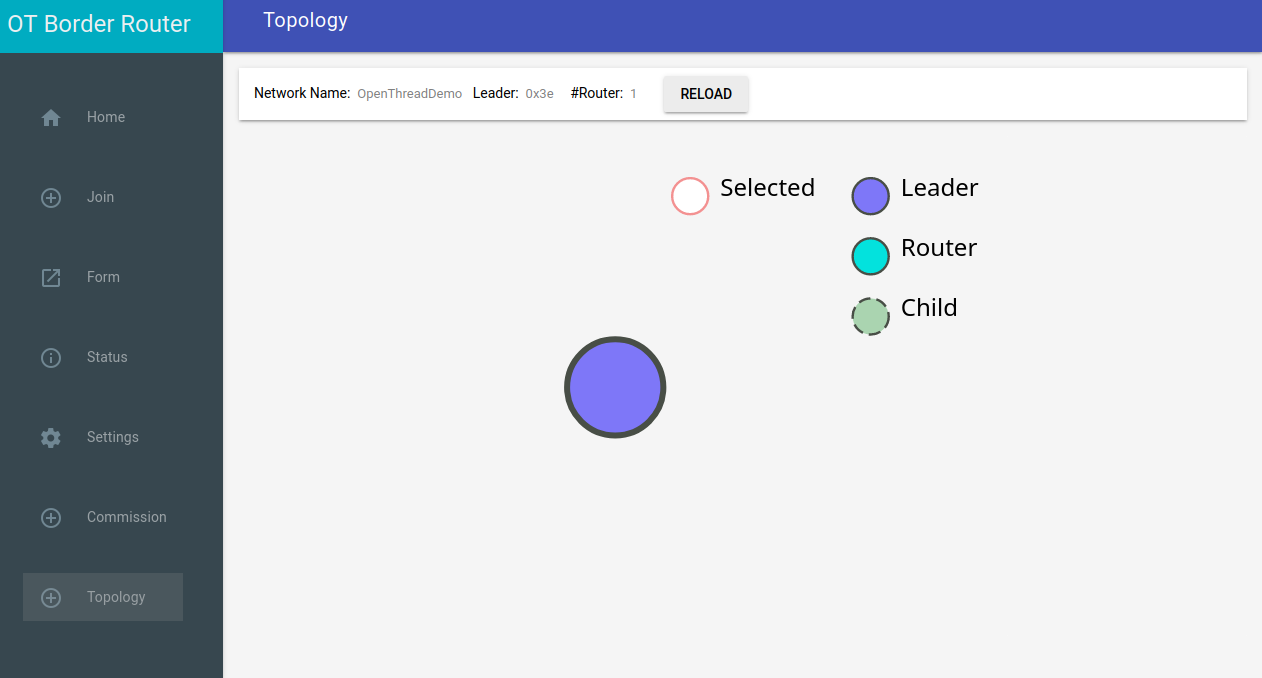 OT Border Router
Topology
Network Name: OpenThreadDemo Leader: 0x3e #Router: 1 RELOAD
Home
Join
Form
Status
Settings
Commission
Topology
Selected
Leader
Router
Child